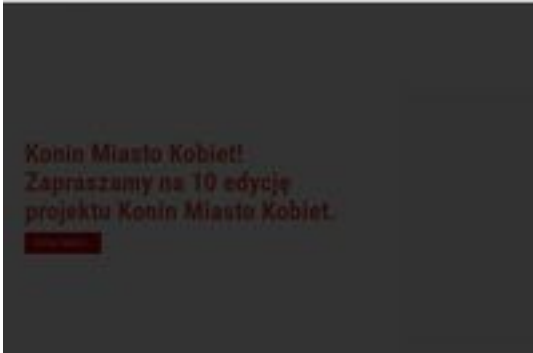 Konin Miasto Kobiet!
Zapraszamy na 10 edycję
projektu Konin Miasto Kobiet.